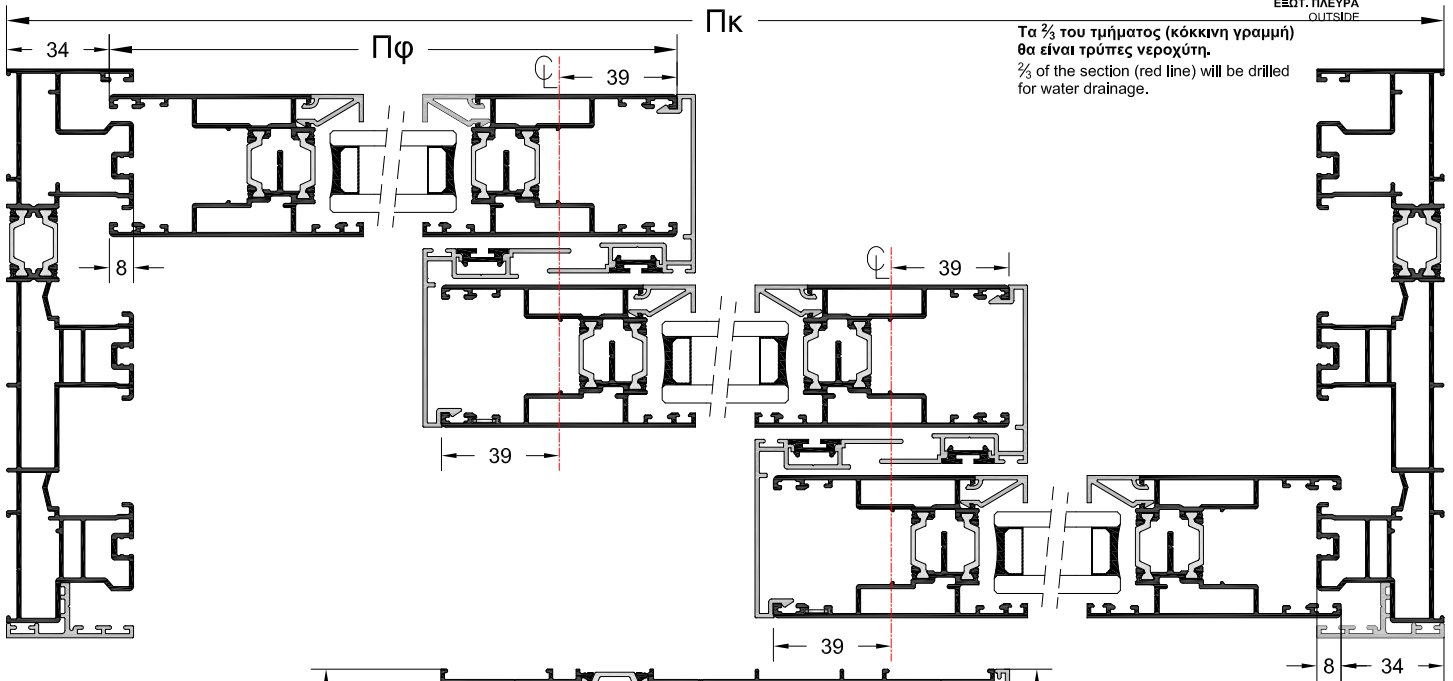 ΕΞΩΤ. ΠΛΕΥΡΑ
OUTSIDE
Πκ
Τα ⅔ του τμήματος (κόκκινη γραμμή)
θα είναι τρύπες νεροχύτη.
⅔ of the section (red line) will be drilled
for water drainage.
34
Πφ
℄
39
8
℄
39
39
39
8
34